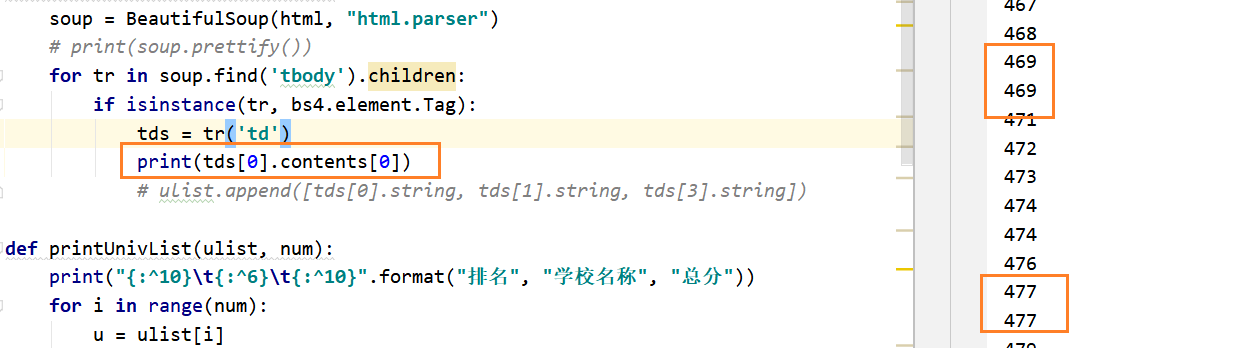 soup = BeautifulSoup(html, "html.parser")
# print(soup.prettify())
for tr in soup.find('tbody').children:
if isinstance(tr, bs4.element.Tag):
tds = tr('td')
print(tds[0].contents[0])
# ulist.append([tds[0].string, tds[1].string, tds[3].string])
def printUnivList(ulist, num):
print("{:^10}\t{:^6}\t{:^10}".format("排名", "学校名称", "总分"))
for i in range(num):
u = ulist[i]
467
468
469
469
471
472
473
474
474
476
477
477
479